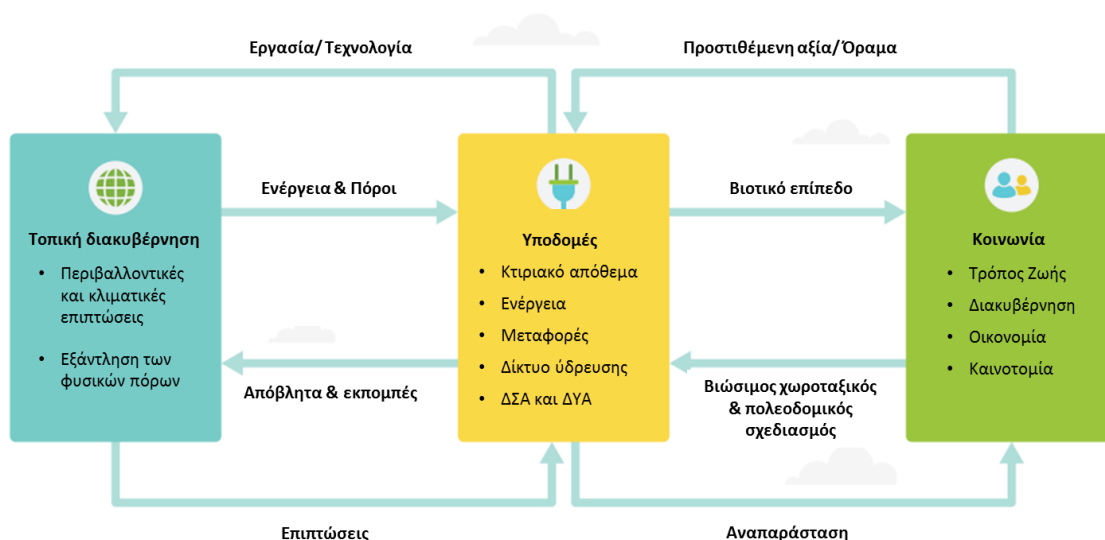 Εργασία/ Τεχνολογία
Προστιθέμενη αξία/ Όραμα
Τοπική διακυβέρνηση
• Περιβαλλοντικές
και κλιματικές
επιπτώσεις
• Εξάντληση των
φυσικών πόρων
Ενέργεια & Πόροι
Απόβλητα & εκπομπές
Υποδομές
• Κτιριακό απόθεμα
• Ενέργεια
• Μεταφορές
• Δίκτυο ύδρευσης
• ΔΣΑ και ΔΥΑ
Βιοτικό επίπεδο
Βιώσιμος χωροταξικός
& πολεοδομικός
σχεδιασμός
Κοινωνία
• Τρόπος Ζωής
• Διακυβέρνηση
• Οικονομία
• Καινοτομία
Επιπτώσεις
Αναπαράσταση